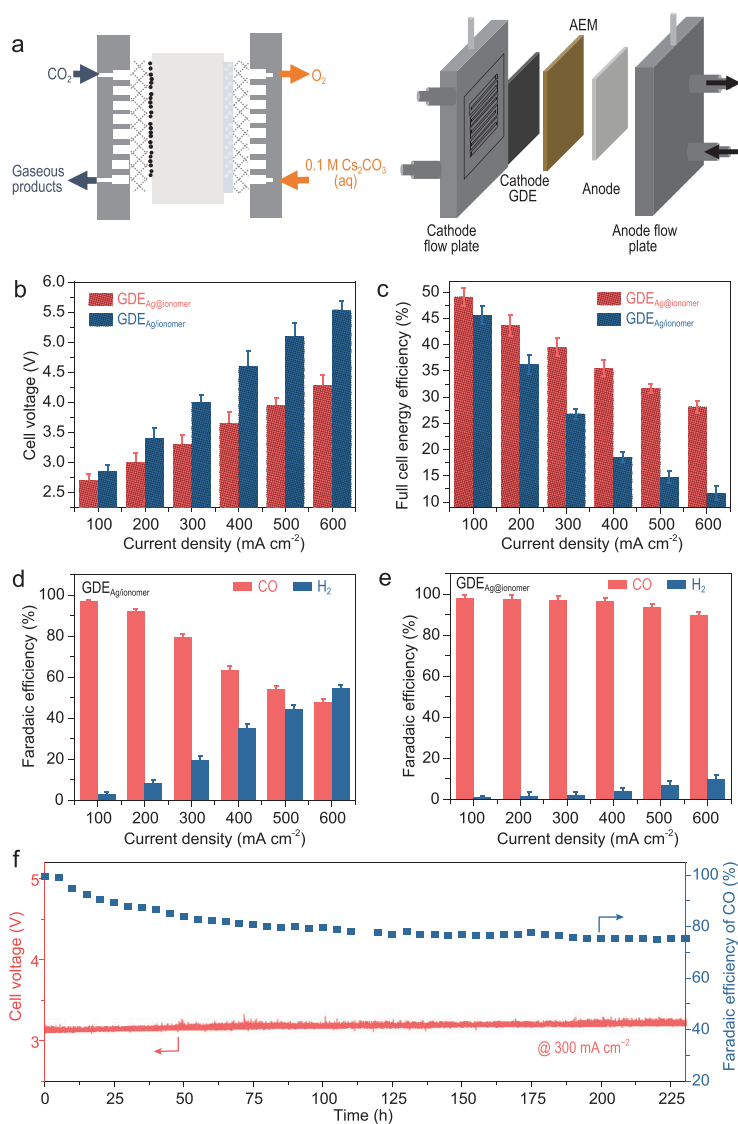 a
CO₂
O₂
Gaseous
products
0.1 M Cs₂CO₃
(aq)
AEM
Cathode
GDE
Anode
Cathode
flow plate
Anode flow
plate
b
GDE_Ag@ionomer
GDE_Ag/ionomer
Cell voltage (V)
6.0
5.5
5.0
4.5
4.0
3.5
3.0
2.5
100 200 300 400 500 600
Current density (mA cm⁻²)
c
GDE_Ag@ionomer
GDE_Ag/ionomer
Full cell energy efficiency (%)
50
45
40
35
30
25
20
15
10
100 200 300 400 500 600
Current density (mA cm⁻²)
d
GDE_Ag/ionomer
CO H₂
Faradaic efficiency (%)
100
80
60
40
20
0
100 200 300 400 500 600
Current density (mA cm⁻²)
e
GDE_Ag@ionomer
CO H₂
Faradaic efficiency (%)
100
80
60
40
20
0
100 200 300 400 500 600
Current density (mA cm⁻²)
f
Cell voltage (V)
5
4
3
Faradaic efficiency of CO (%)
100
80
60
40
20
@ 300 mA cm⁻²
0 25 50 75 100 125 150 175 200 225
Time (h)